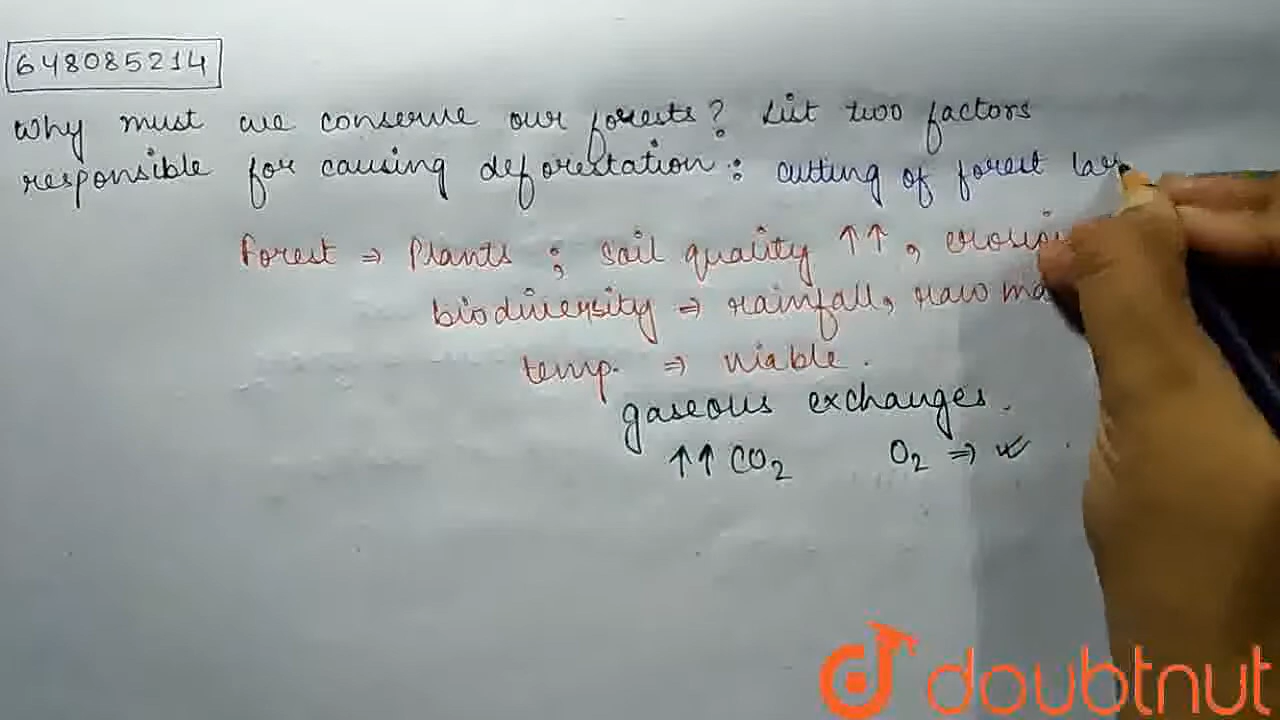 648085214
Why must we conserve our forests? List two factors
responsible for causing deforestation: cutting of forest
Forest ⇒ Plants ; soil quality ↑↑ ,
biodiversity ⇒ rainfall, raw
temp. ⇒ viable.
gaseous exchanges.
↑↑ CO₂ O₂ ⇒ ✓
doubtnut